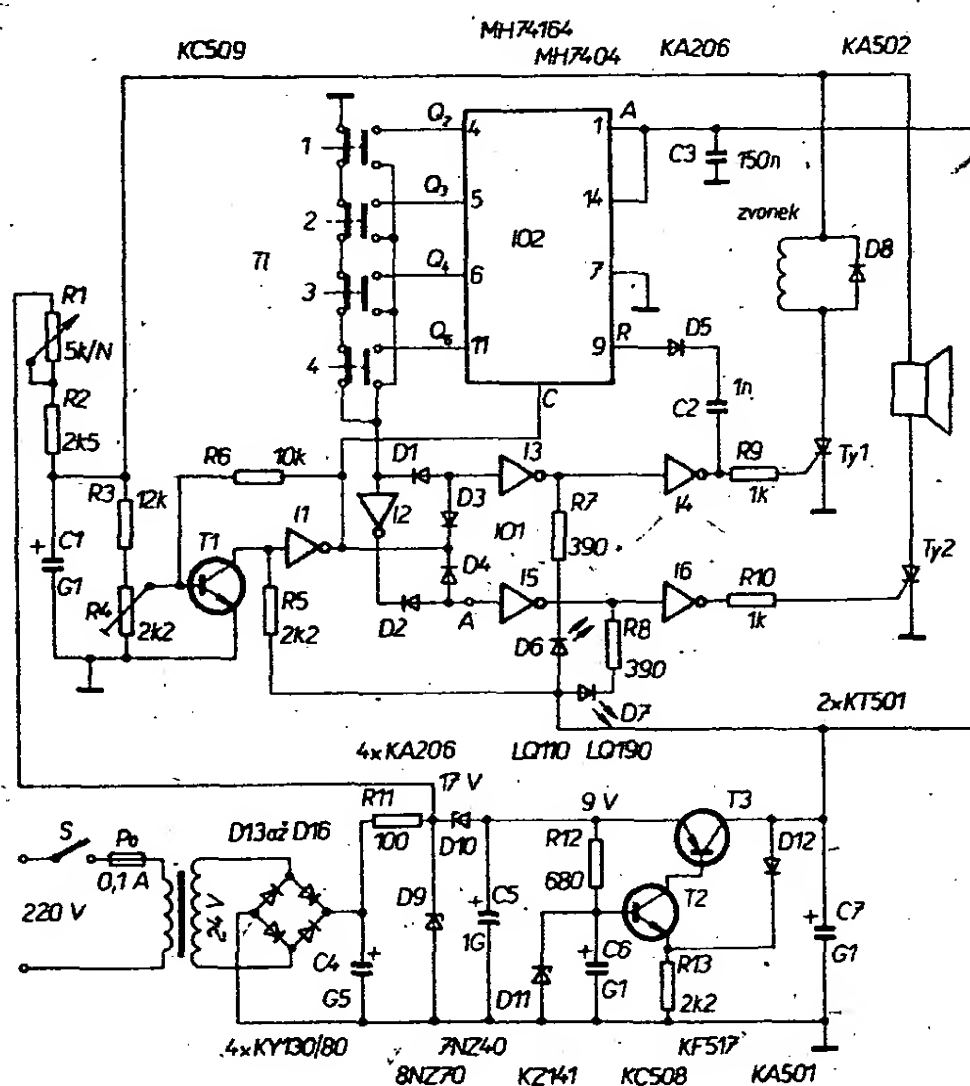 MH74164
KC509 MH7404 KA206 KA502
Q2 4 1 A
1 C3 150n
Q3 5 14
2 zvonek
Tl IO2 D8
Q4 6 7
3
R1 Q6 11 9 R D5
5k/N 4
R2 C C2 1n
2k5
R6 10k D1 I3 I4 R9 Ty1
R3 12k D3 R7 1k
C1 T1 I1 I2 IO1 390 Ty2
+ G1 D4 I5 I6 R10
R4 R5 D2 A R8 1k
2k2 2k2 D6 390
D7 2xKT501
4xKA206 LQ110 LQ190
17 V
R11 9 V T3
S Po D13až D16 100 D10 R12 D12
0,1 A 680
220 V 24 V D9 + C5 T2 + C7
C4 + 1G + C6 R13 G1
G5 D11 G1 2k2
4xKY130/80 7NZ40 KF517
8NZ70 KZ141 KC508 KA501